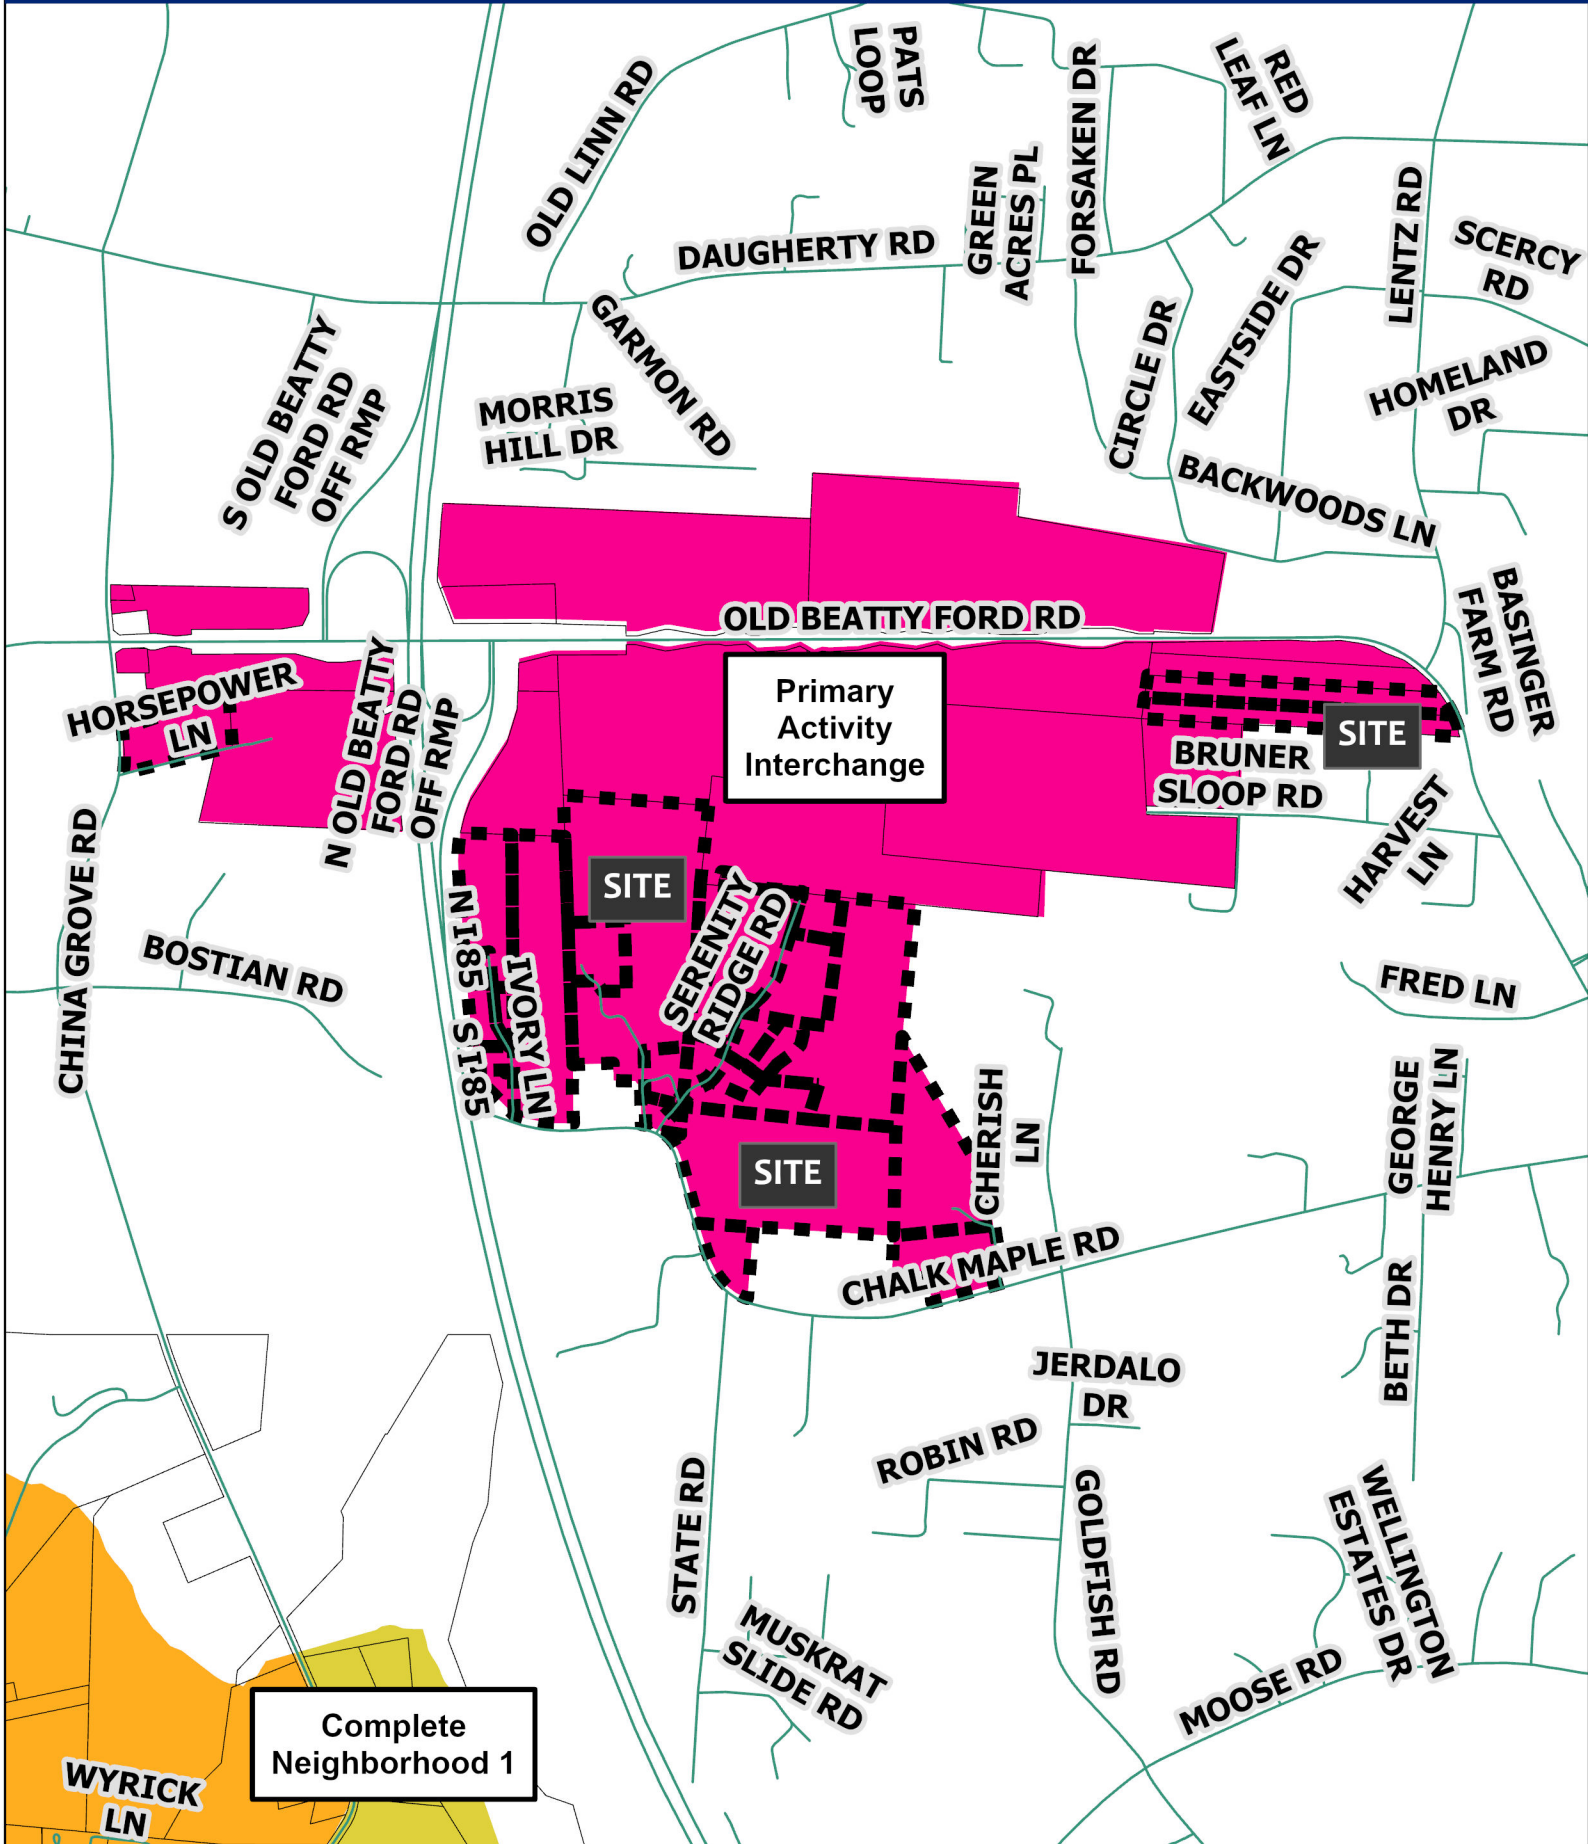 PATS
LOOP
RED
LEAF LN
OLD LINN RD
FORSAKEN DR
GREEN
ACRES PL
DAUGHERTY RD
LENTZ RD
SCERCY
RD
EASTSIDE DR
CIRCLE DR
GARMON RD
S OLD BEATTY
FORD RD
OFF RMP
MORRIS
HILL DR
HOMELAND
DR
BACKWOODS LN
BASINGER
FARM RD
OLD BEATTY FORD RD
Primary
Activity
Interchange
HORSEPOWER
LN
N OLD BEATTY
FORD RD
OFF RMP
SITE
BRUNER
SLOOP RD
HARVEST
LN
CHINA GROVE RD
SITE
SERENITY
RIDGE RD
N I85
S I85
IVORY LN
BOSTIAN RD
FRED LN
GEORGE
HENRY LN
CHERISH
LN
SITE
CHALK MAPLE RD
BETH DR
JERDALO
DR
ROBIN RD
STATE RD
GOLDFISH RD
WELLINGTON
ESTATES DR
MUSKRAT
SLIDE RD
MOOSE RD
Complete
Neighborhood 1
WYRICK
LN